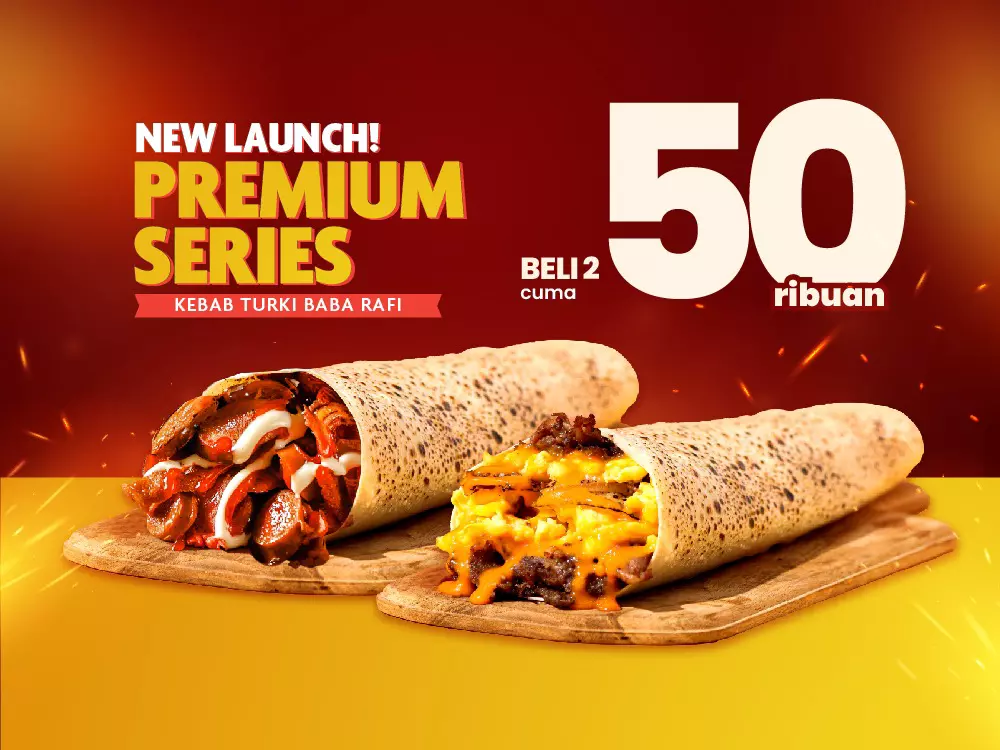 NEW LAUNCH!
PREMIUM
SERIES
KEBAB TURKI BABA RAFI
BELI 2
cuma
50
ribuan